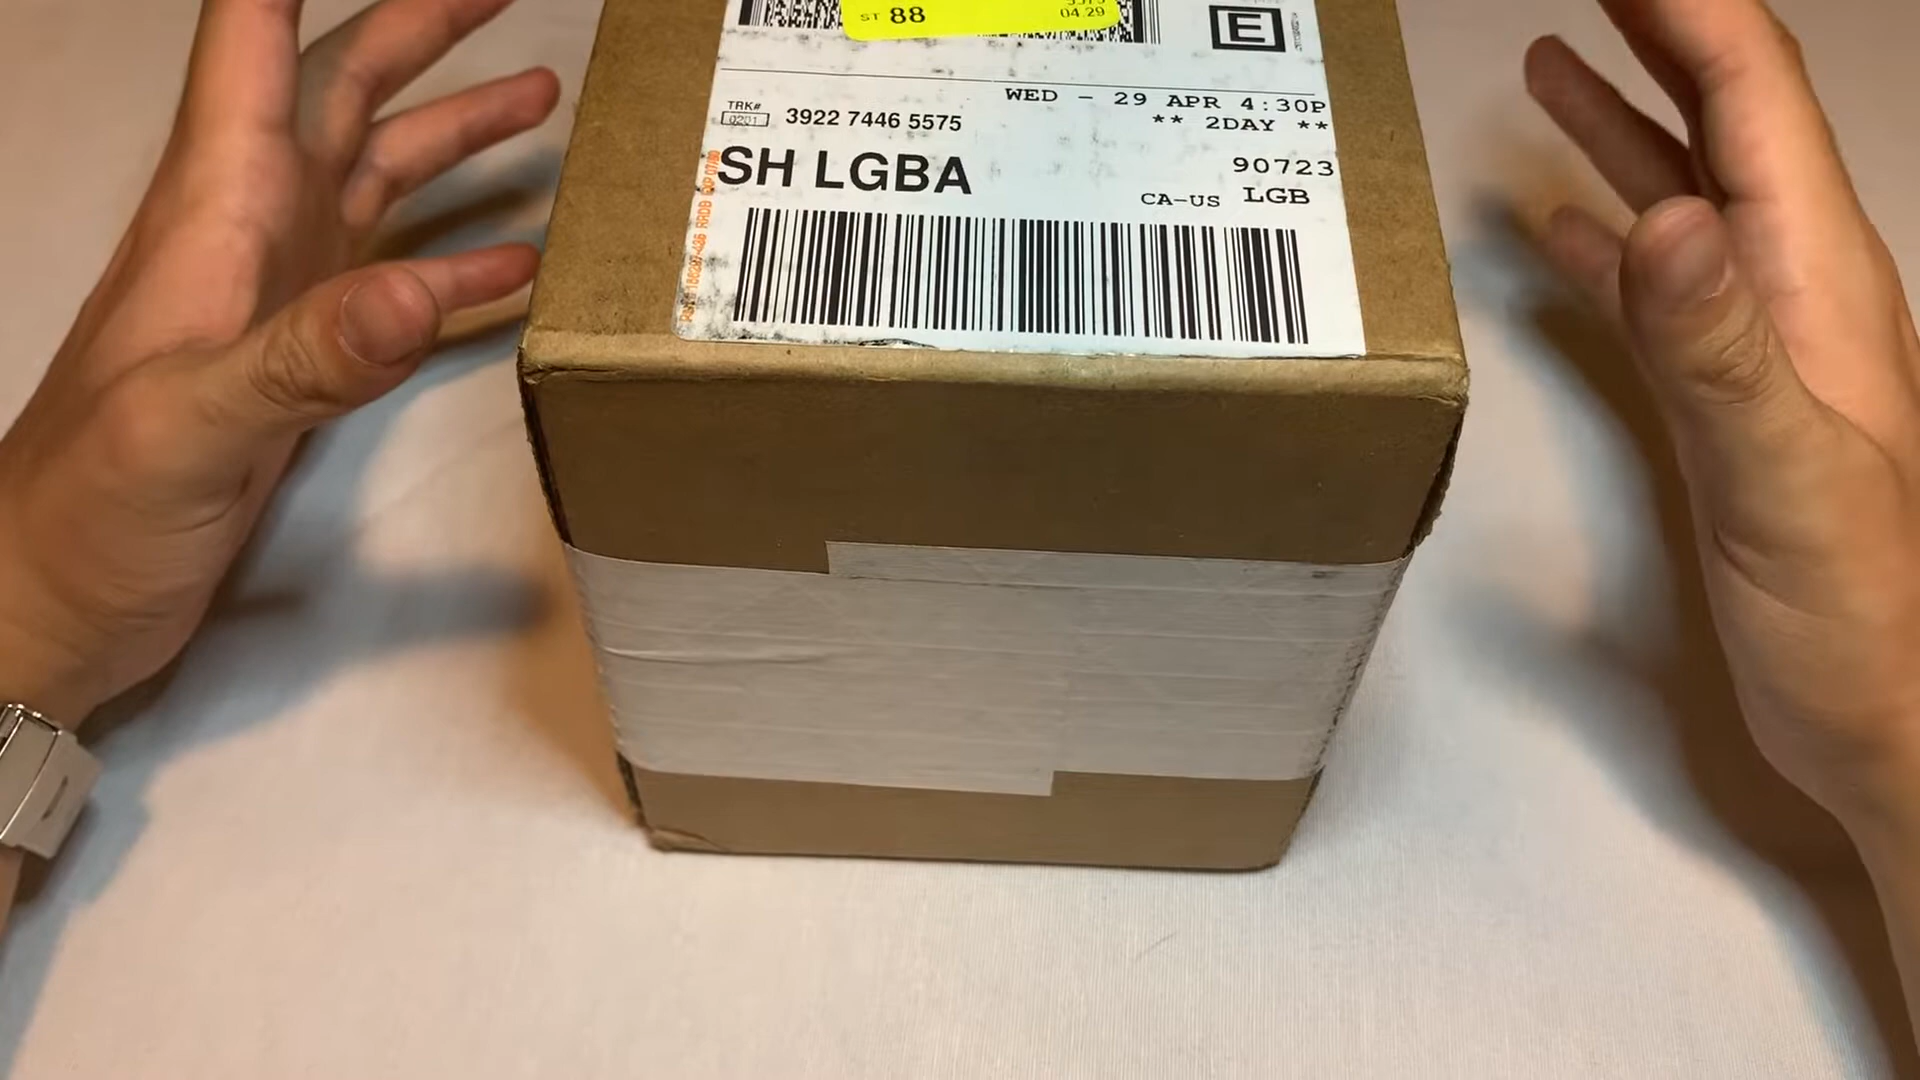 ST 88
5575
04.29
E
WED - 29 APR 4:30P
TRK#
0201
3922 7446 5575
** 2DAY **
SH LGBA
90723
CA-US LGB